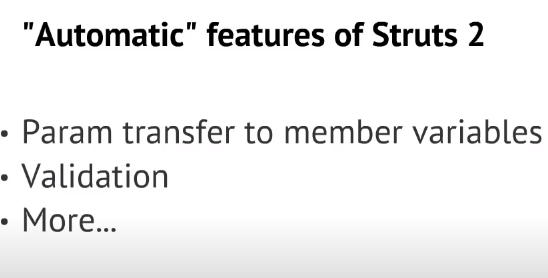 "Automatic" features of Struts 2
• Param transfer to member variables
• Validation
• More...